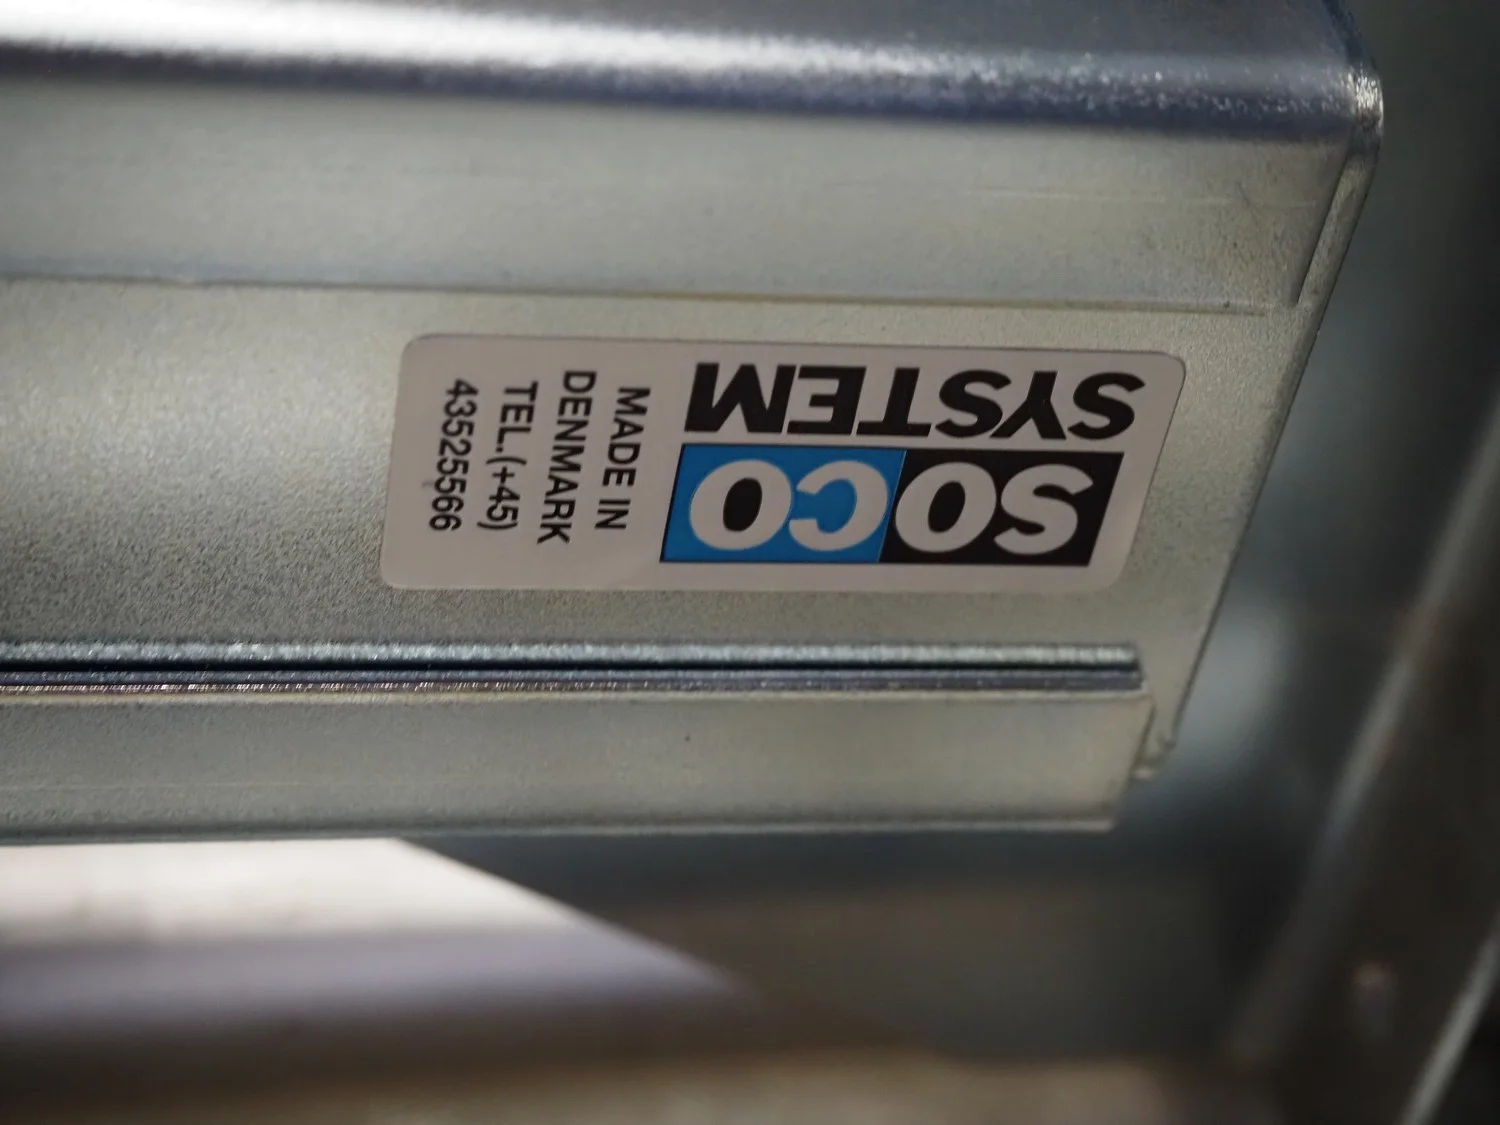 SOCO
SYSTEM
MADE IN
DENMARK
TEL.(+45)
43525566